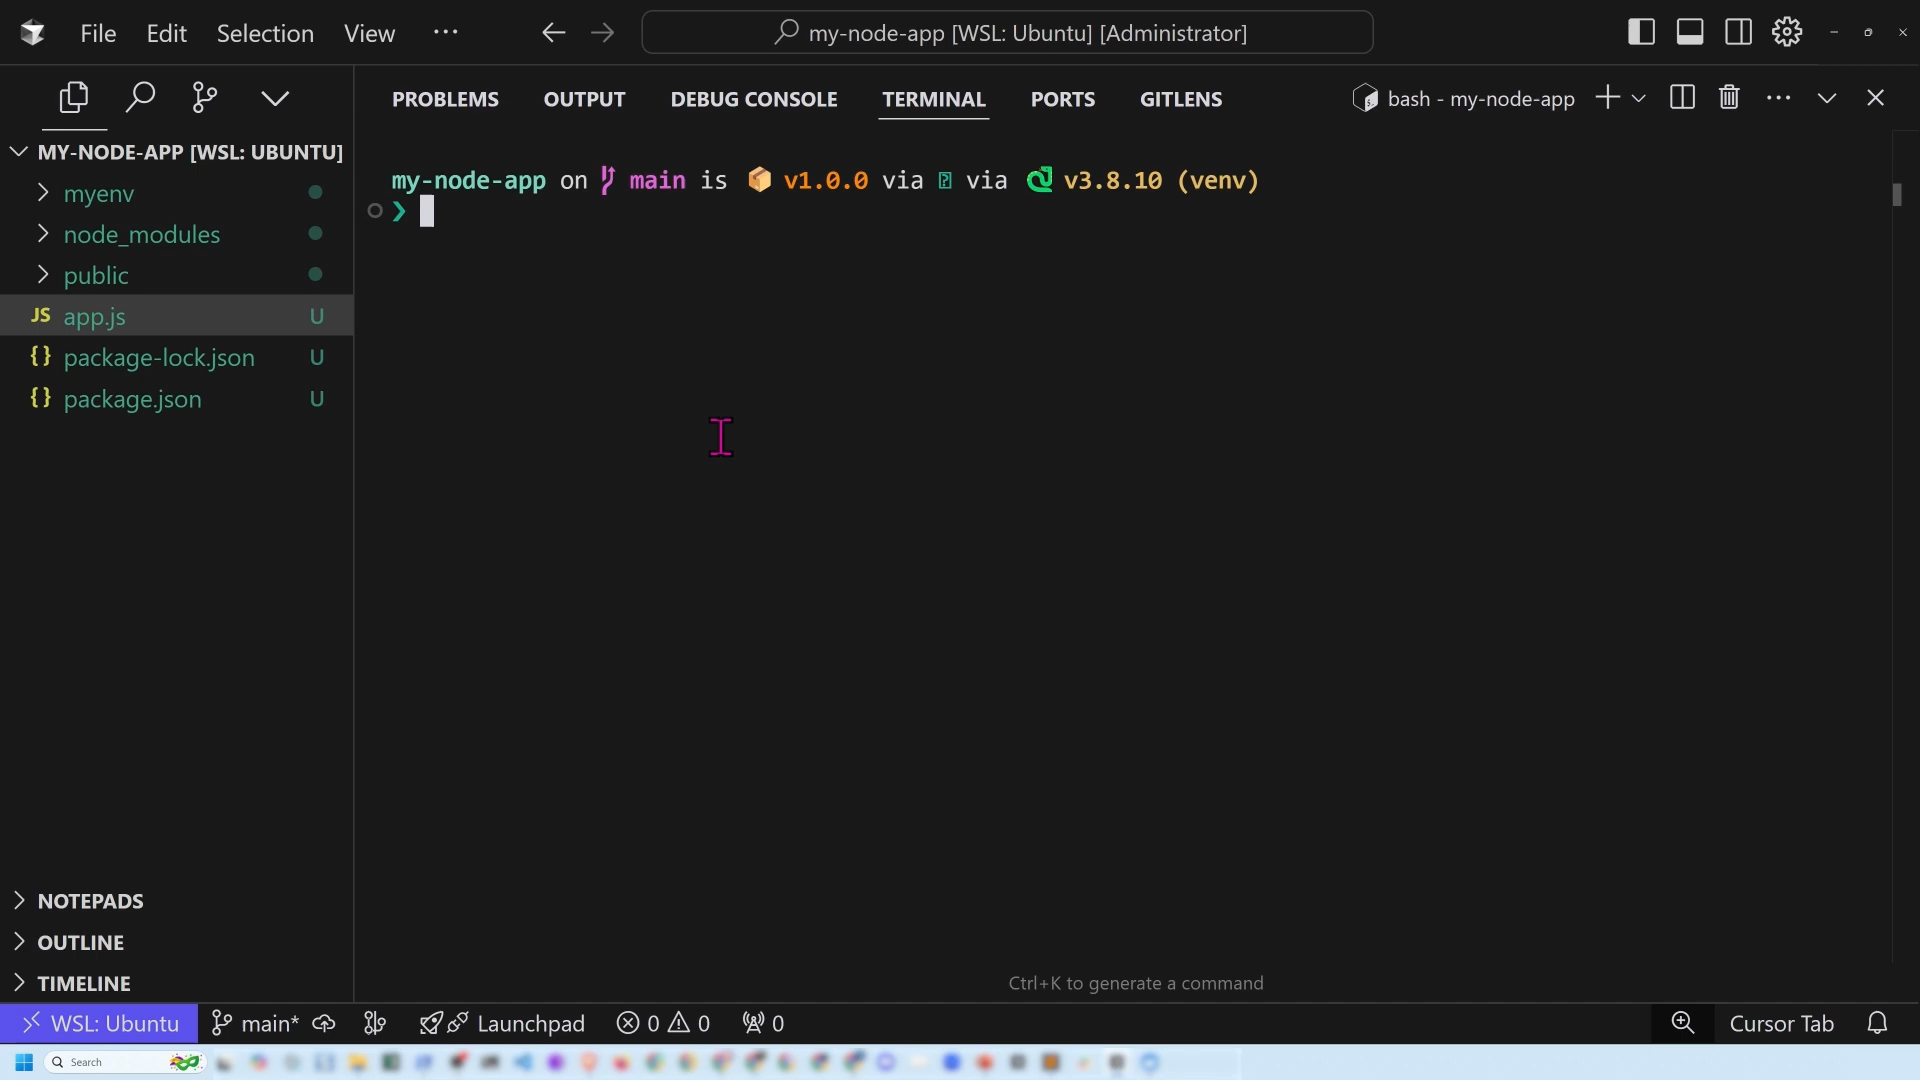 File Edit Selection View ···
my-node-app [WSL: Ubuntu] [Administrator]
PROBLEMS OUTPUT DEBUG CONSOLE TERMINAL PORTS GITLENS
bash - my-node-app
MY-NODE-APP [WSL: UBUNTU]
myenv
node_modules
public
JS app.js U
{} package-lock.json U
{} package.json U
my-node-app on main is 📦 v1.0.0 via via v3.8.10 (venv)
❯
NOTEPADS
OUTLINE
TIMELINE
Ctrl+K to generate a command
WSL: Ubuntu main* Launchpad 0 0 0 Cursor Tab
Search